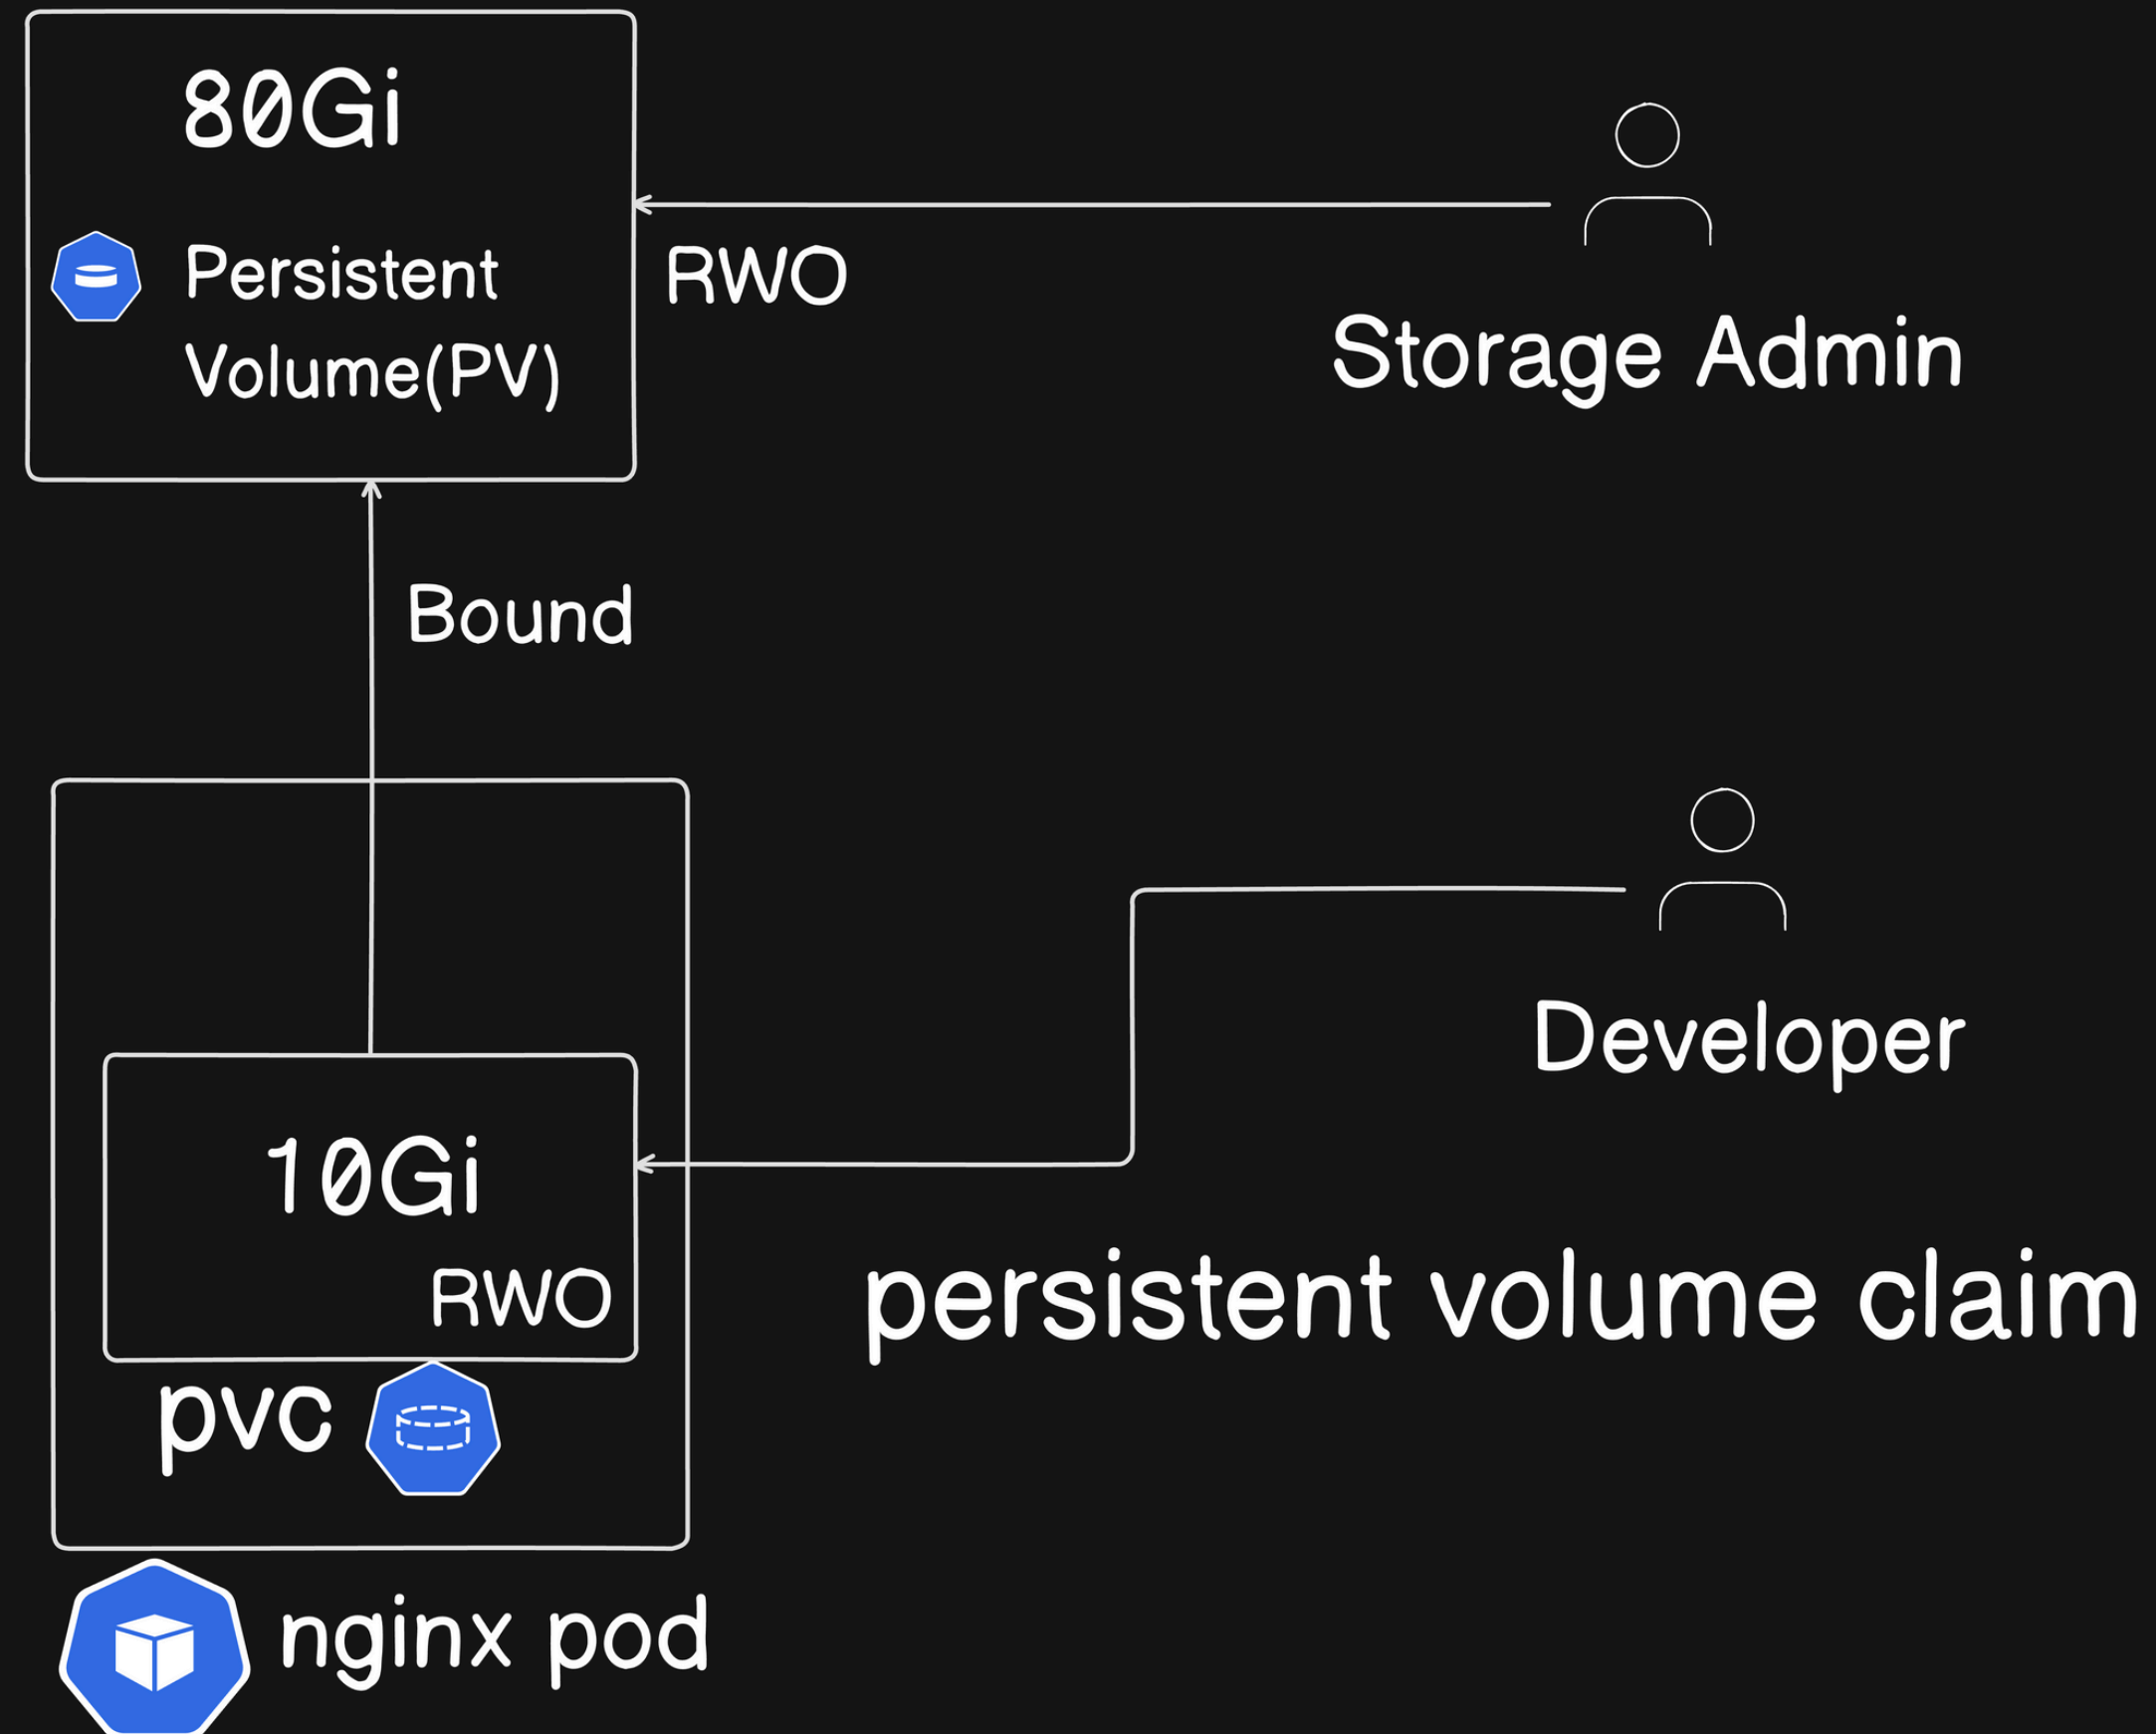 80Gi
Persistent
Volume(PV)
RWO
Storage Admin
Bound
Developer
10Gi
RWO
persistent volume claim
pvc
nginx pod